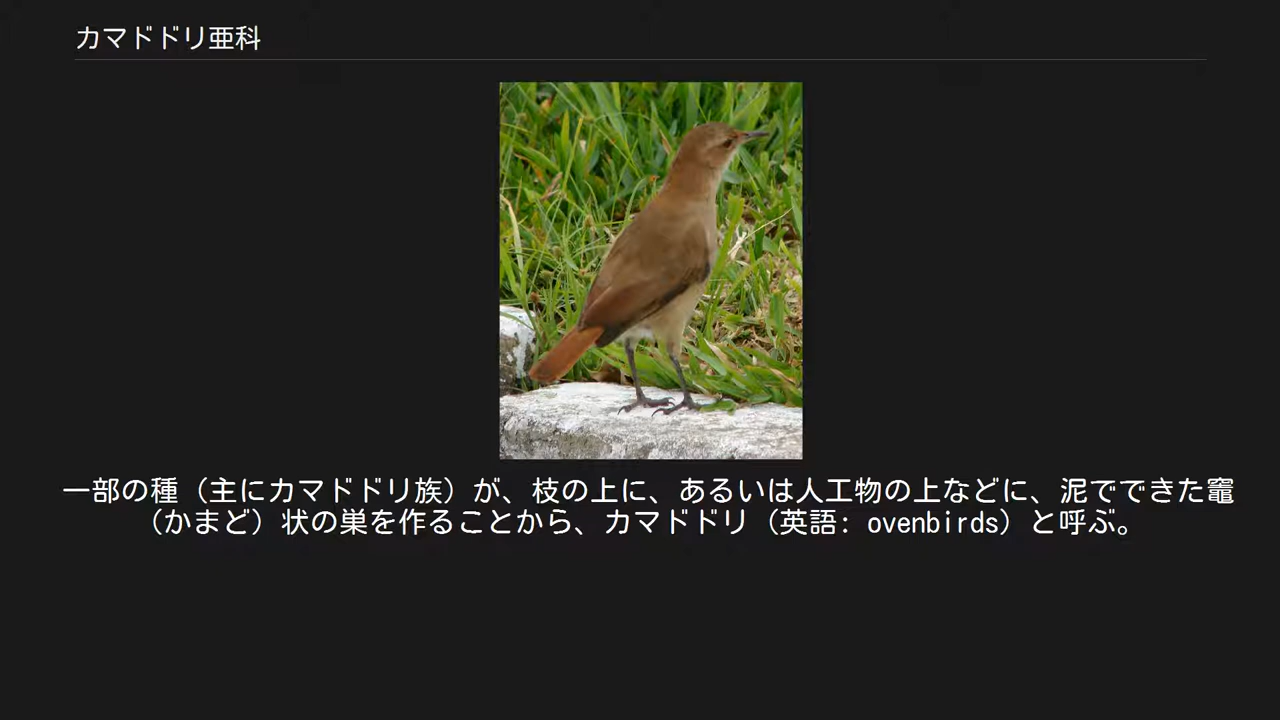 カマドドリ亜科
一部の種（主にカマドドリ族）が、枝の上に、あるいは人工物の上などに、泥でできた竈
（かまど）状の巣を作ることから、カマドドリ（英語: ovenbirds）と呼ぶ。